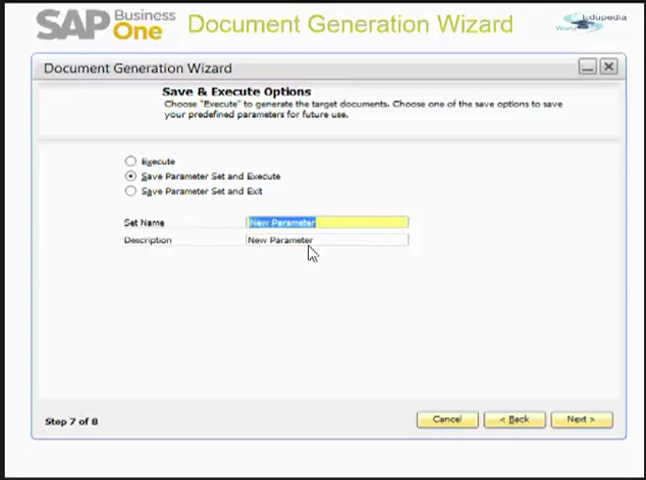 SAP Business One
Document Generation Wizard
Edupedia
World
Document Generation Wizard
Save & Execute Options
Choose "Execute" to generate the target documents. Choose one of the save options to save
your predefined parameters for future use.
Execute
Save Parameter Set and Execute
Save Parameter Set and Exit
Set Name New Parameter
Description New Parameter
Step 7 of 8
Cancel < Back Next >